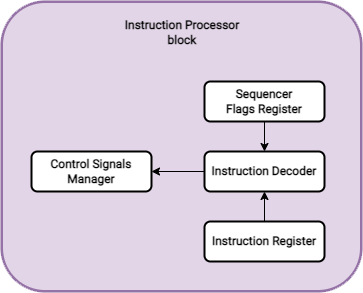 Instruction Processor
block
Sequencer
Flags Register
Control Signals
Manager
Instruction Decoder
Instruction Register